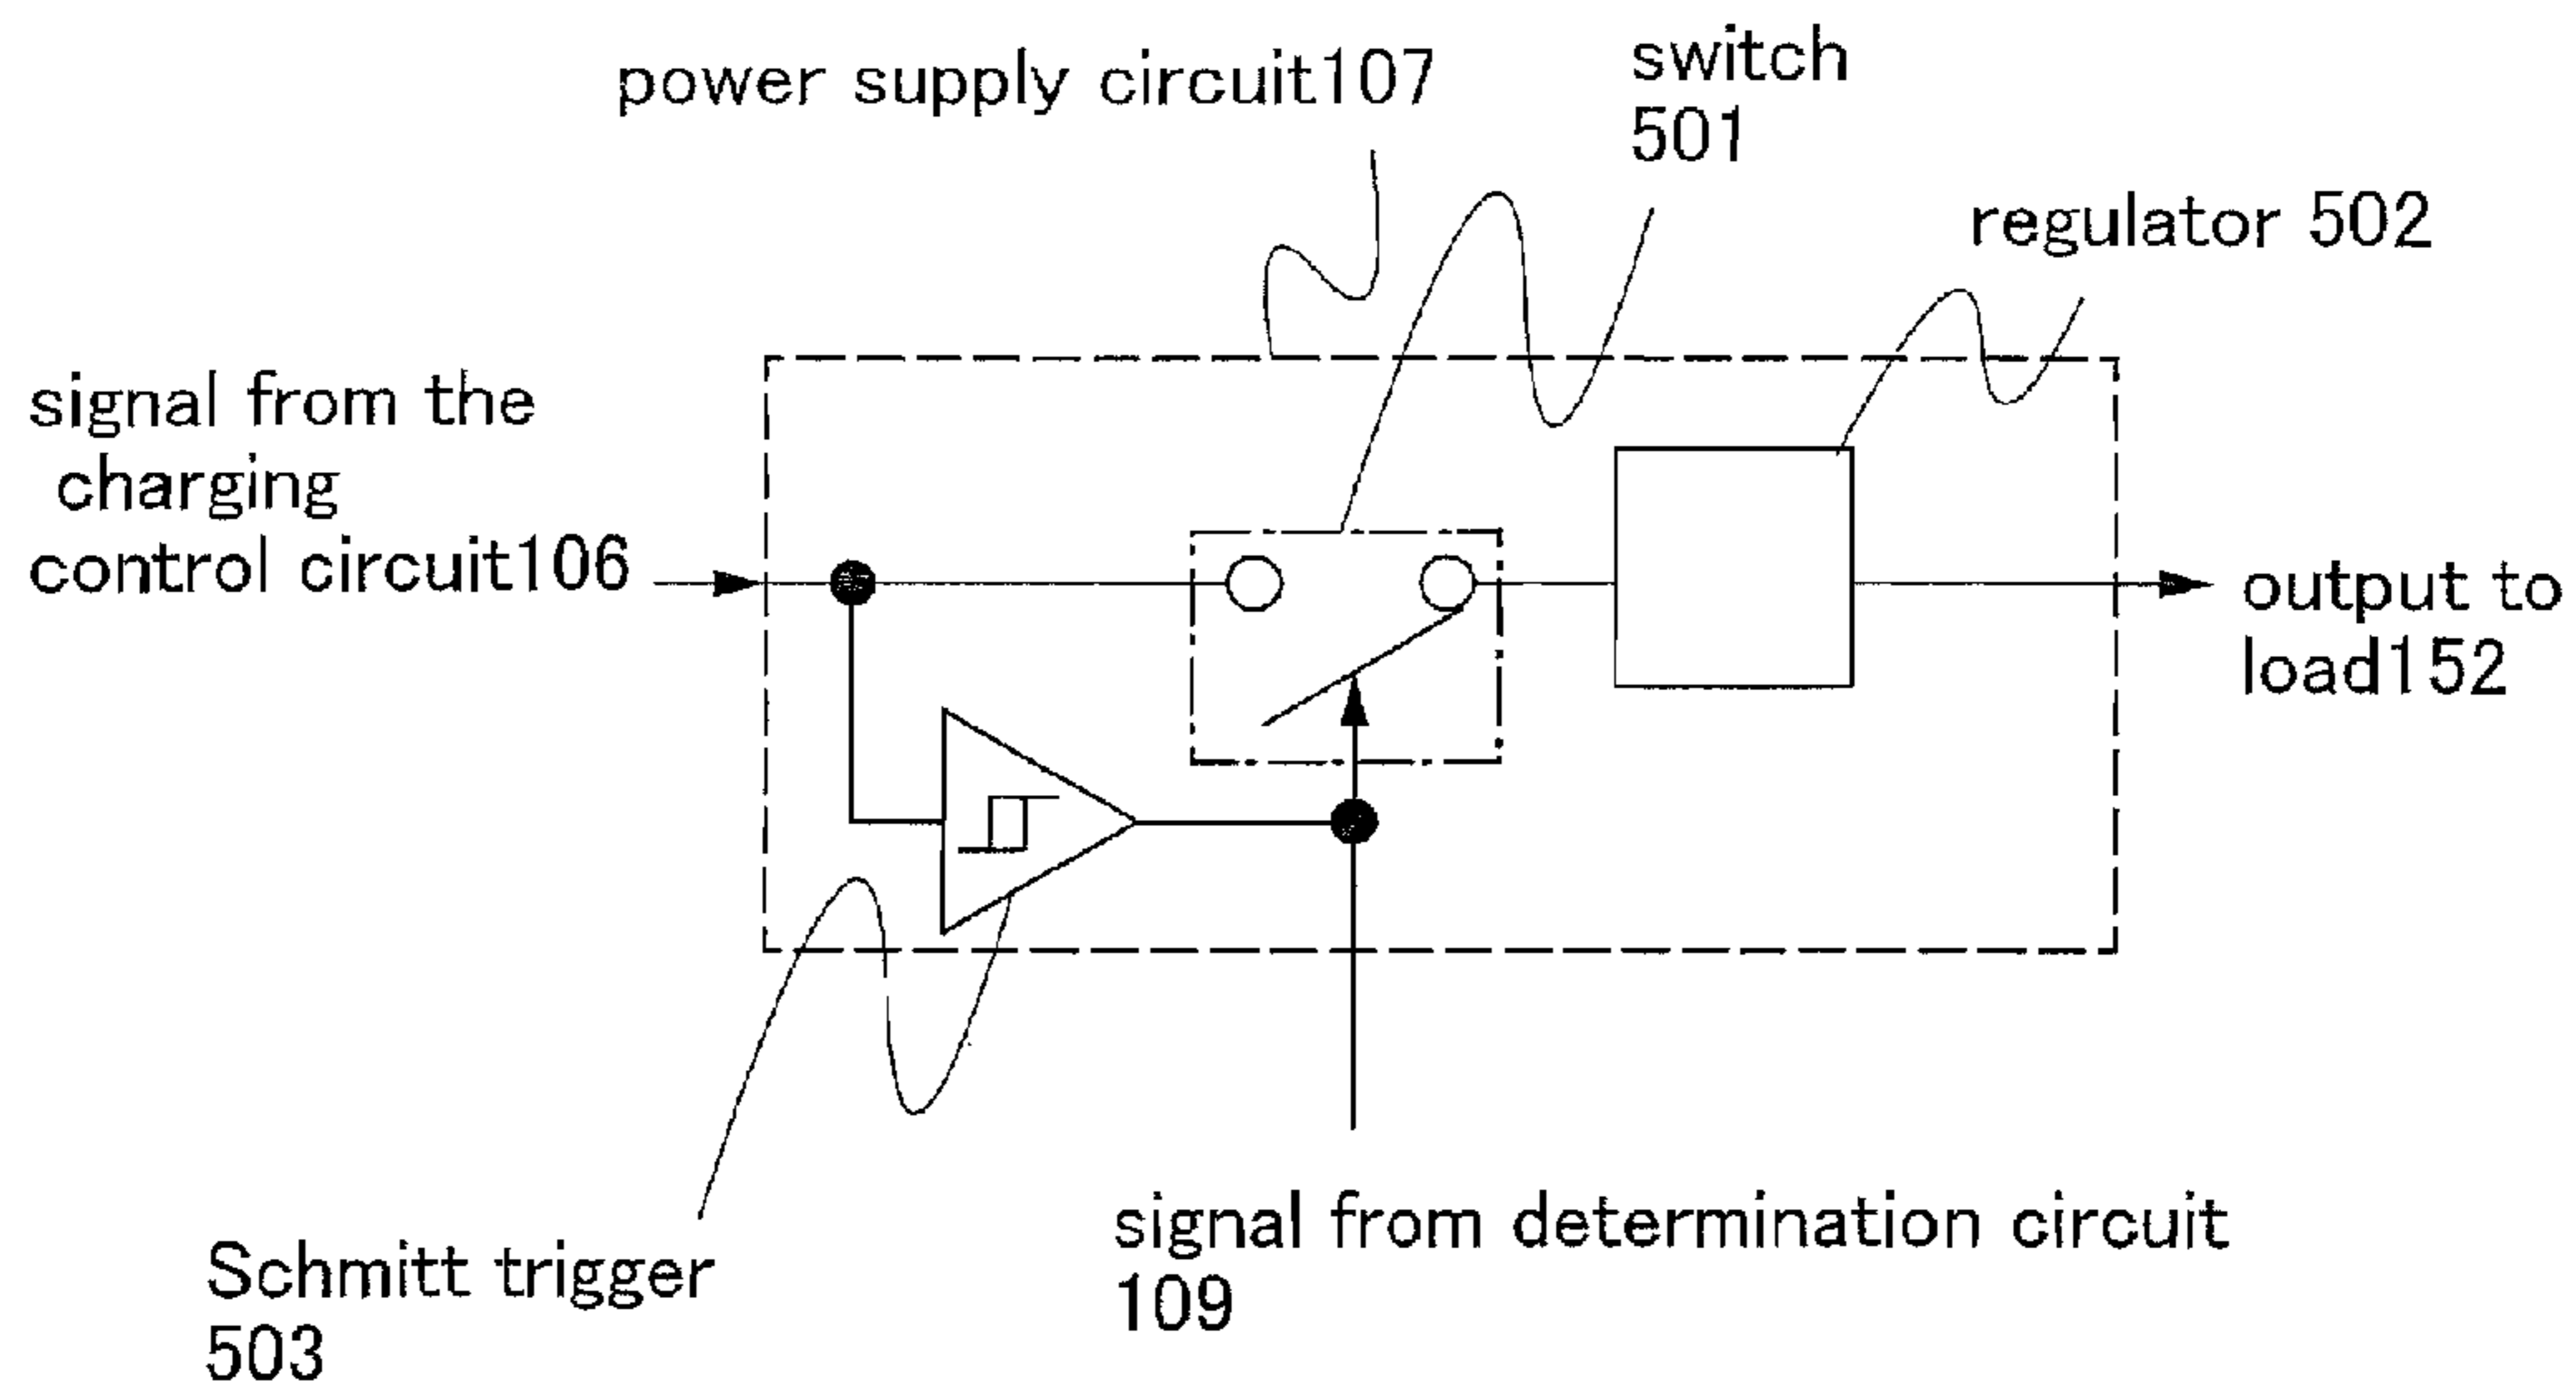 power supply circuit107
switch
501
regulator 502
signal from the
charging
control circuit106
output to
load152
signal from determination circuit
109
Schmitt trigger
503